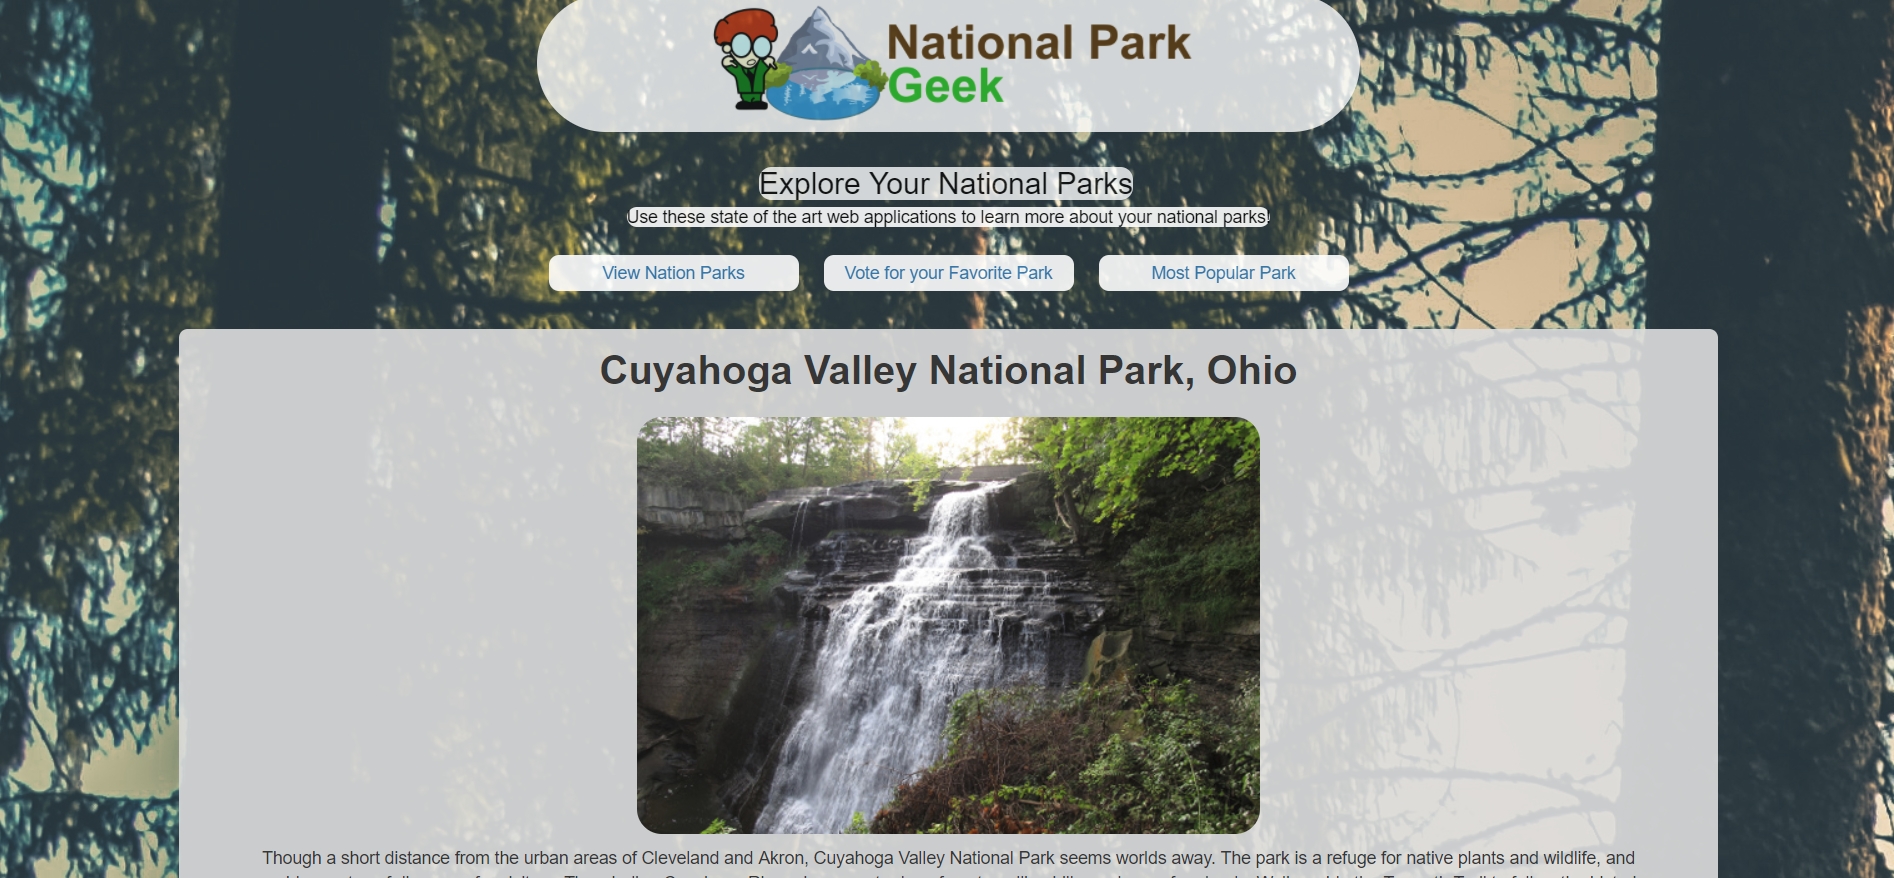 National Park
Geek
Explore Your National Parks
Use these state of the art web applications to learn more about your national parks!
View Nation Parks
Vote for your Favorite Park
Most Popular Park
Cuyahoga Valley National Park, Ohio
Though a short distance from the urban areas of Cleveland and Akron, Cuyahoga Valley National Park seems worlds away. The park is a refuge for native plants and wildlife, and